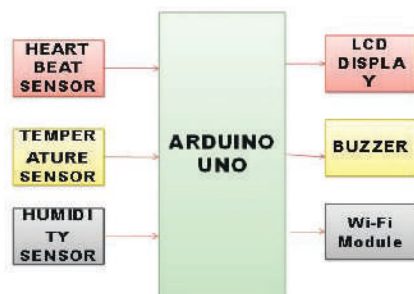 HEART
BEAT
SENSOR
TEMPER
ATURE
SENSOR
HUMIDI
TY
SENSOR
ARDUINO
UNO
LCD
DISPLA
Y
BUZZER
Wi-Fi
Module